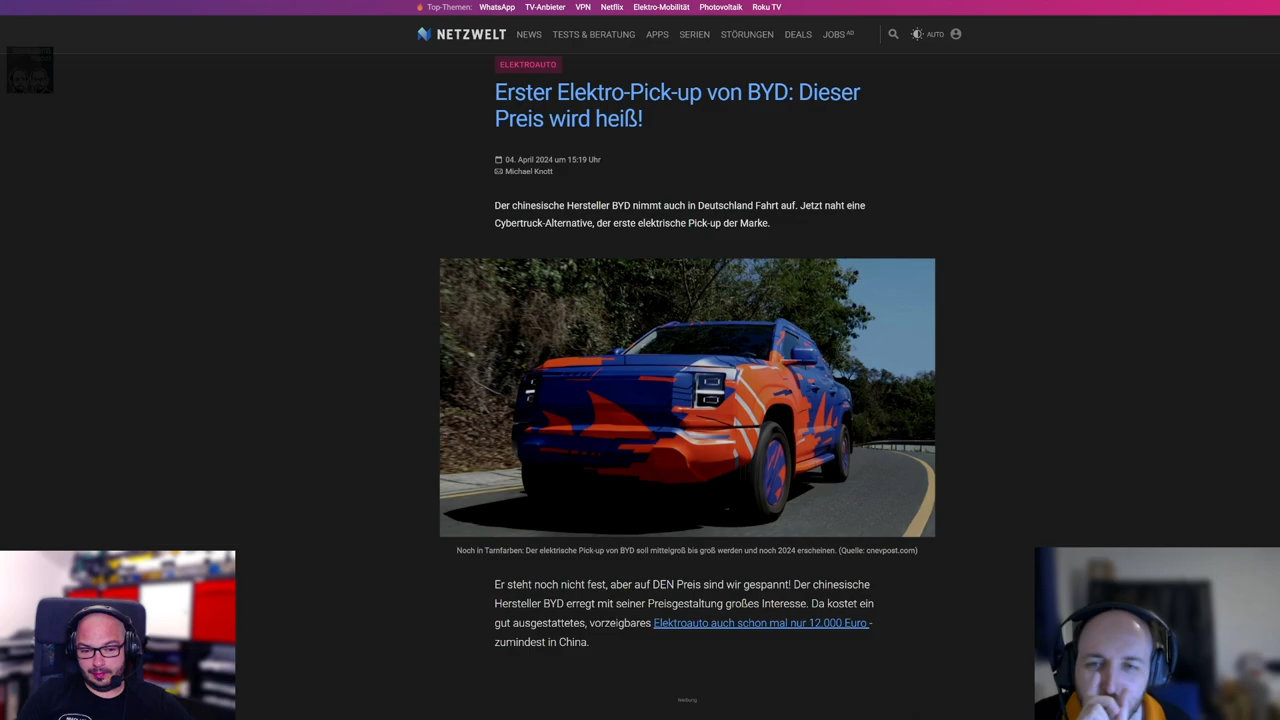 Top-Themen: WhatsApp TV-Anbieter VPN Netflix Elektro-Mobilität Photovoltaik Roku TV
NETZWELT NEWS TESTS & BERATUNG APPS SERIEN STÖRUNGEN DEALS JOBS AD AUTO
ELEKTROAUTO
Erster Elektro-Pick-up von BYD: Dieser
Preis wird heiß!
04. April 2024 um 15:19 Uhr
Michael Knott
Der chinesische Hersteller BYD nimmt auch in Deutschland Fahrt auf. Jetzt naht eine
Cybertruck-Alternative, der erste elektrische Pick-up der Marke.
Noch in Tarnfarben: Der elektrische Pick-up von BYD soll mittelgroß bis groß werden und noch 2024 erscheinen. (Quelle: cnevpost.com)
Er steht noch nicht fest, aber auf DEN Preis sind wir gespannt! Der chinesische
Hersteller BYD erregt mit seiner Preisgestaltung großes Interesse. Da kostet ein
gut ausgestattetes, vorzeigbares Elektroauto auch schon mal nur 12.000 Euro -
zumindest in China.
Werbung